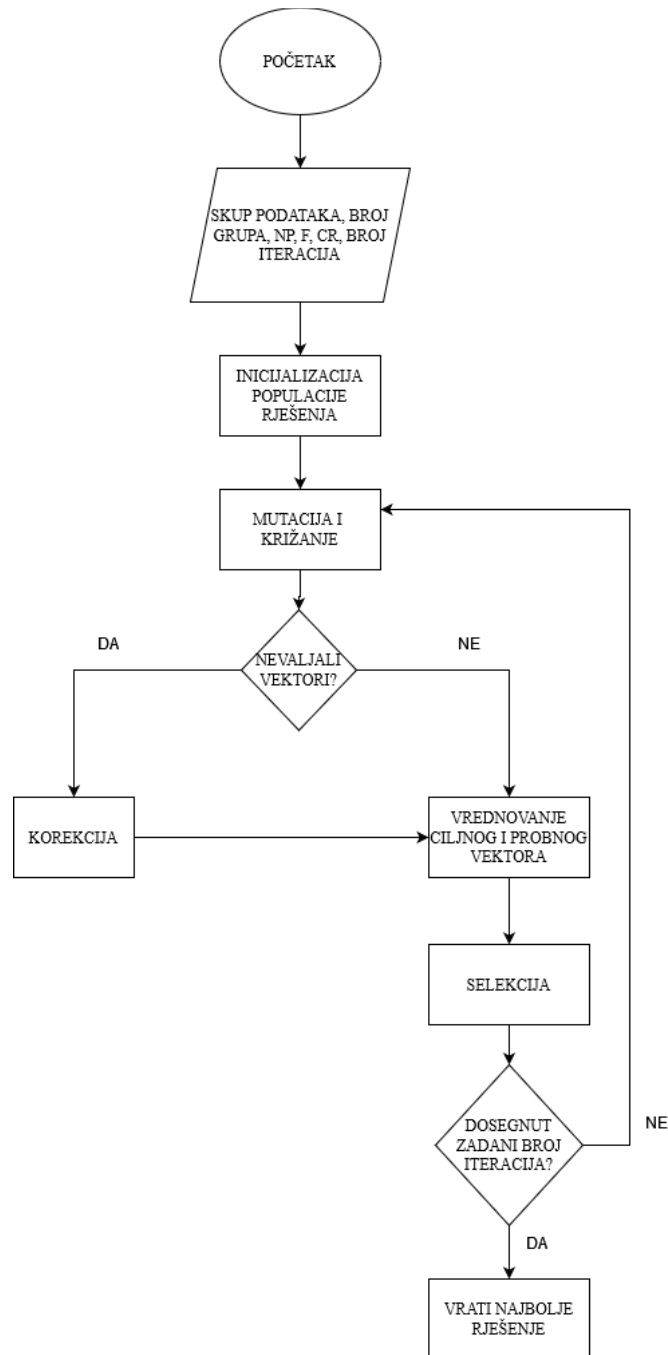 POČETAK
SKUP PODATAKA, BROJ
GRUPA, NP, F, CR, BROJ
ITERACIJA
INICIJALIZACIJA
POPULACIJE
RJEŠENJA
MUTACIJA I
KRIŽANJE
DA
NE
NEVALJALI
VEKTORI?
KOREKCIJA
VREDNOVANJE
CILJNOG I PROBNOG
VEKTORA
SELEKCIJA
NE
DOSEGNUT
ZADANI BROJ
ITERACIJA?
DA
VRATI NAJBOLJE
RJEŠENJE